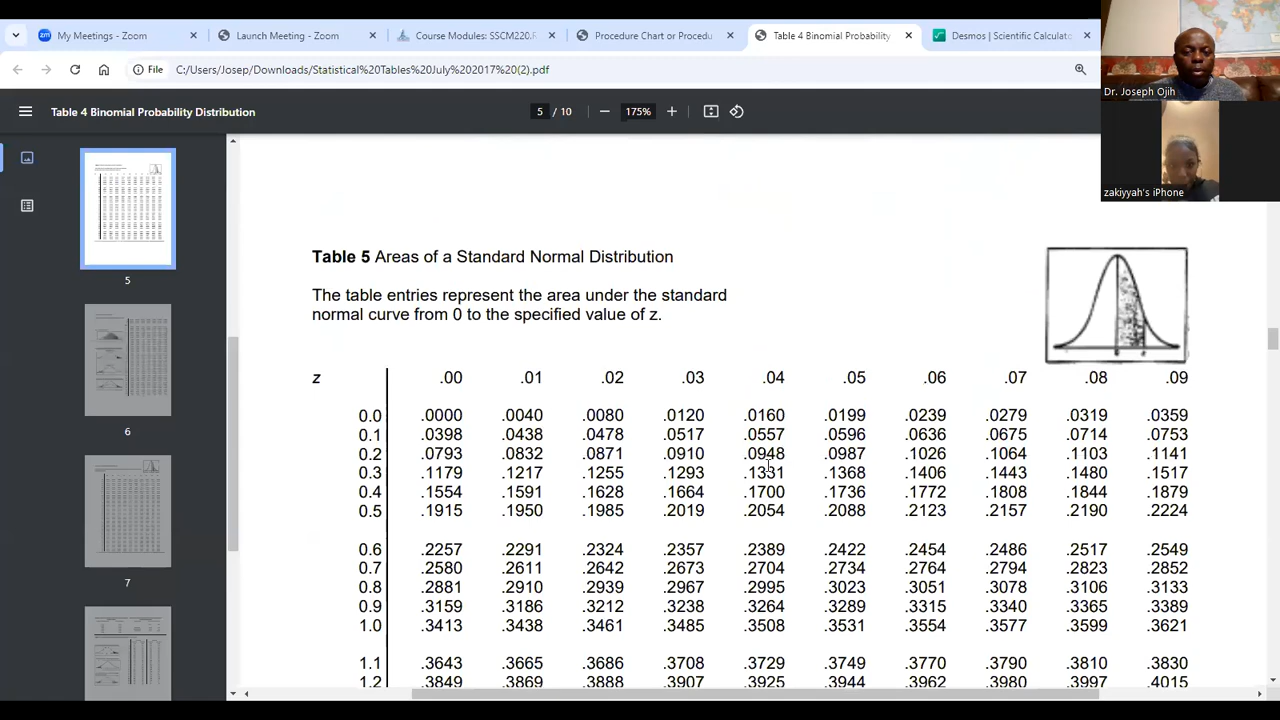 My Meetings - Zoom
Launch Meeting - Zoom
Course Modules: SSCM220.R
Procedure Chart or Procedu
Table 4 Binomial Probability
Desmos | Scientific Calculato
File C:/Users/Josep/Downloads/Statistical%20Tables%20July%202017%20(2).pdf
Dr. Joseph Ojih
zakiyyah's iPhone
Table 4 Binomial Probability Distribution
5 / 10
175%
5
6
7
Table 5 Areas of a Standard Normal Distribution
The table entries represent the area under the standard
normal curve from 0 to the specified value of z.
z .00 .01 .02 .03 .04 .05 .06 .07 .08 .09
0.0 .0000 .0040 .0080 .0120 .0160 .0199 .0239 .0279 .0319 .0359
0.1 .0398 .0438 .0478 .0517 .0557 .0596 .0636 .0675 .0714 .0753
0.2 .0793 .0832 .0871 .0910 .0948 .0987 .1026 .1064 .1103 .1141
0.3 .1179 .1217 .1255 .1293 .1331 .1368 .1406 .1443 .1480 .1517
0.4 .1554 .1591 .1628 .1664 .1700 .1736 .1772 .1808 .1844 .1879
0.5 .1915 .1950 .1985 .2019 .2054 .2088 .2123 .2157 .2190 .2224
0.6 .2257 .2291 .2324 .2357 .2389 .2422 .2454 .2486 .2517 .2549
0.7 .2580 .2611 .2642 .2673 .2704 .2734 .2764 .2794 .2823 .2852
0.8 .2881 .2910 .2939 .2967 .2995 .3023 .3051 .3078 .3106 .3133
0.9 .3159 .3186 .3212 .3238 .3264 .3289 .3315 .3340 .3365 .3389
1.0 .3413 .3438 .3461 .3485 .3508 .3531 .3554 .3577 .3599 .3621
1.1 .3643 .3665 .3686 .3708 .3729 .3749 .3770 .3790 .3810 .3830
1.2 .3849 .3869 .3888 .3907 .3925 .3944 .3962 .3980 .3997 .4015